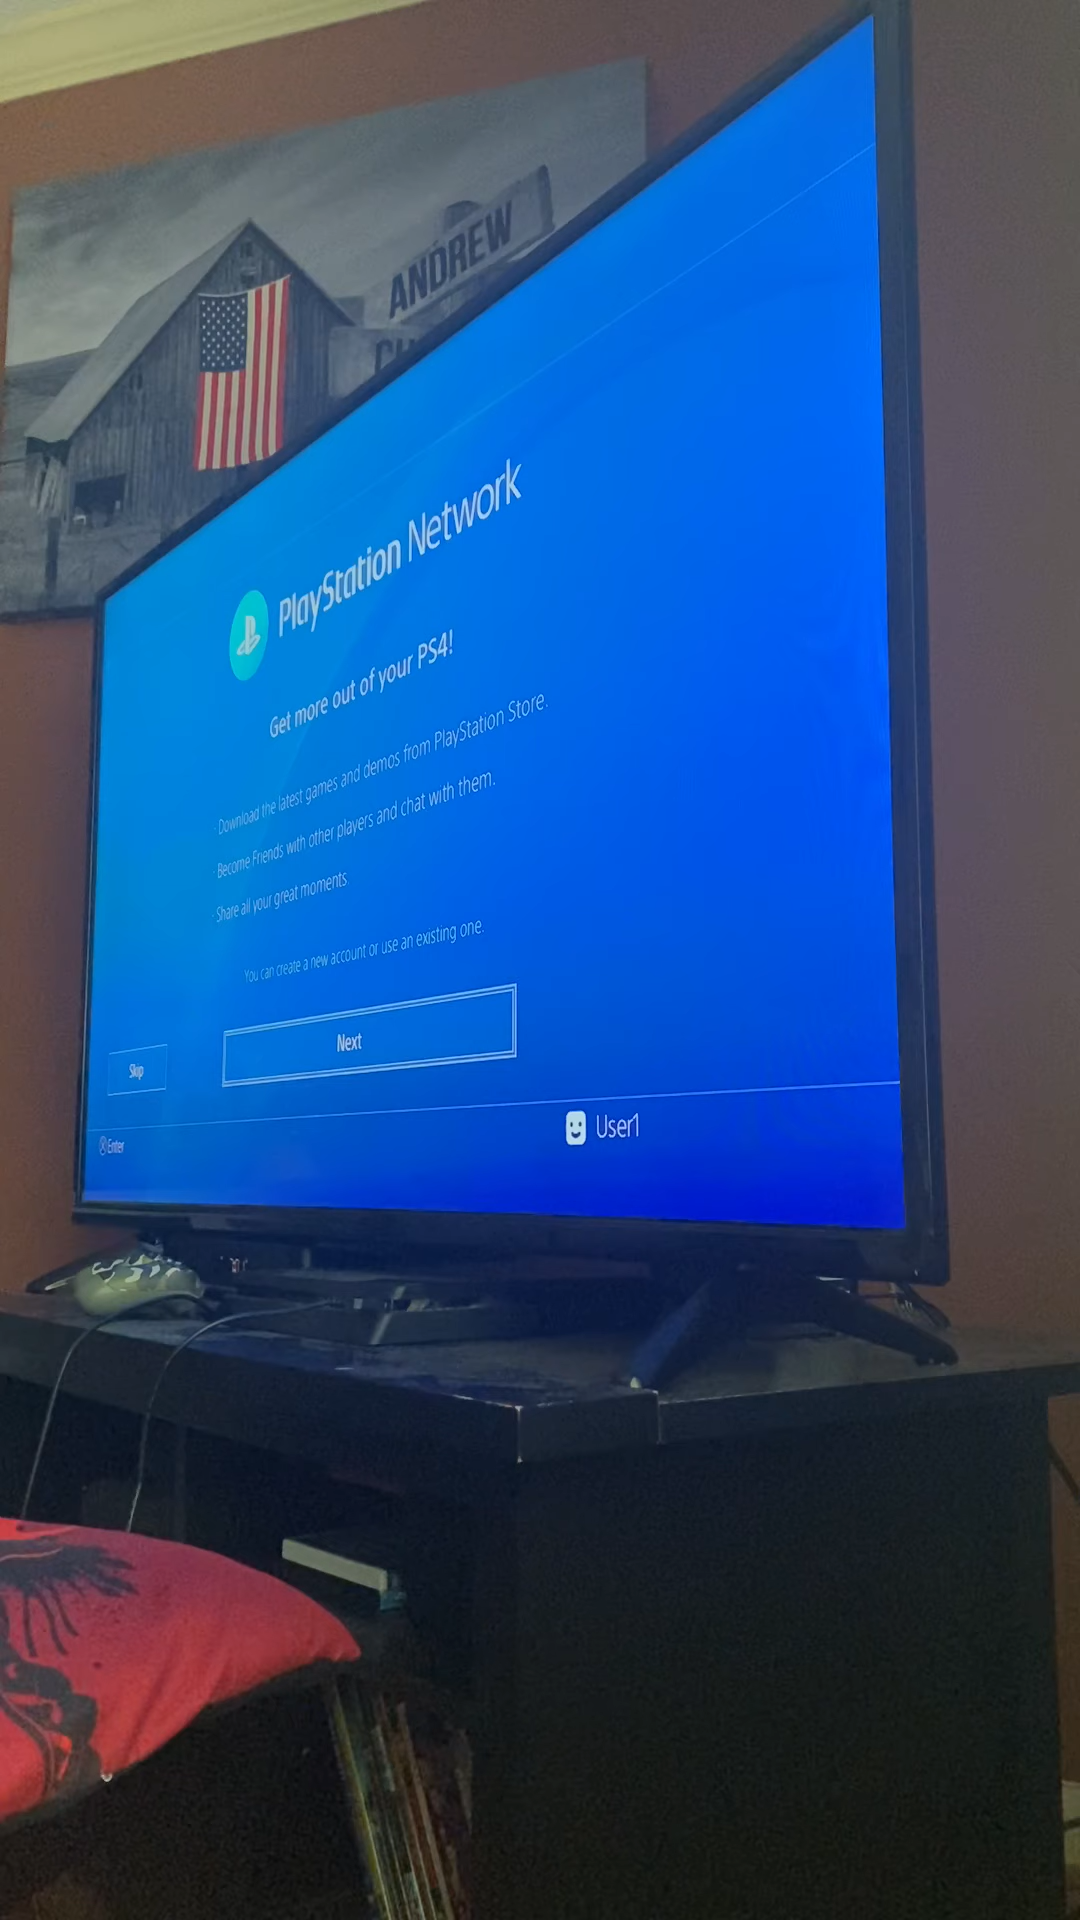 ANDREW
PlayStation Network
Get more out of your PS4!
· Download the latest games and demos from PlayStation Store.
· Become Friends with other players and chat with them.
· Share all your great moments
You can create a new account or use an existing one.
Next
Skip
Enter
User1